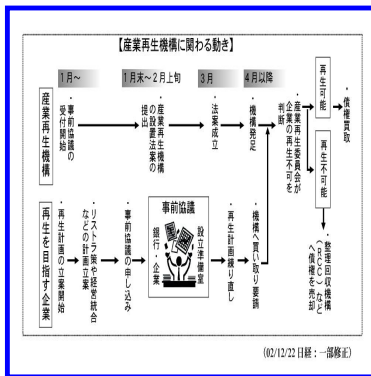 【産業再生機構に関わる動き】
1月～
1月末～2月上旬
3月
4月以降
産業再生機構
・事前協議の
受付開始
・産業再生機構
の設置法案の
提出
・法案成立
・機構発足
・産業再生委員会が
企業の再生不可を
判断
再生可能
・債権買取
再生不可能
・整理回収機構
(RCC)など
へ債権を売却
再生を目指す企業
・再生計画の立案開始
・リストラ策や経営統合
などの計画立案
・事前協議の申し込み
事前協議
銀行・企業
設立準備室
・再生計画練り直し
・機構へ買い取り要請
(02/12/22 日経：一部修正)